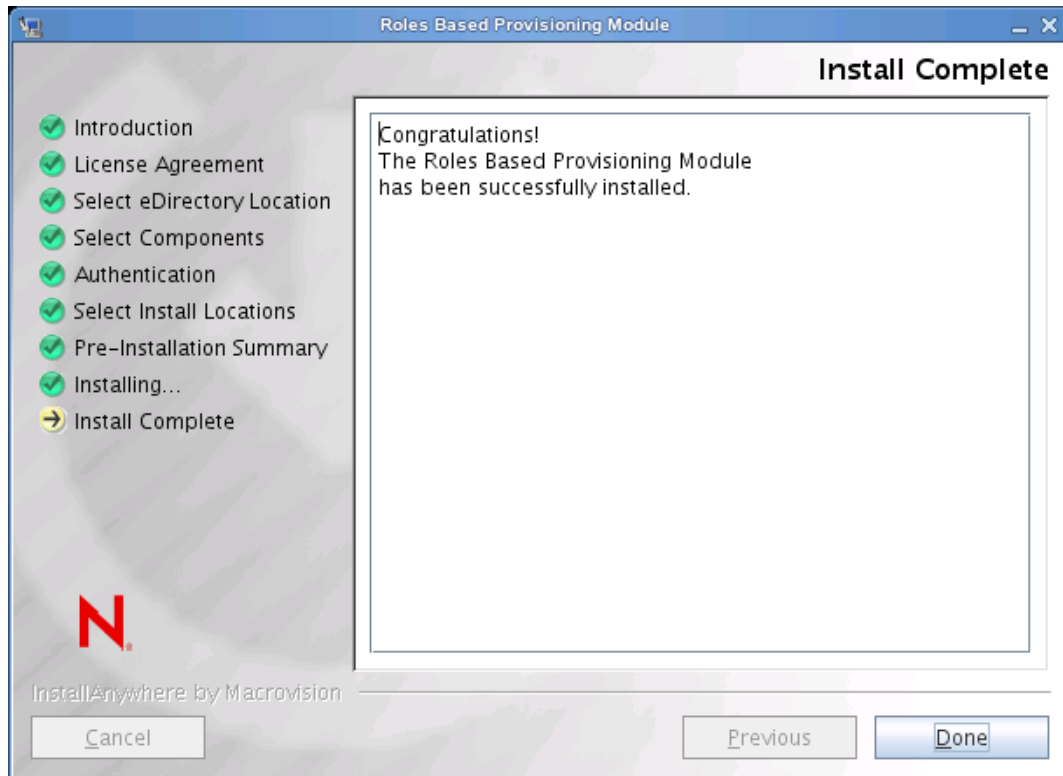 Roles Based Provisioning Module
Install Complete
Introduction
License Agreement
Select eDirectory Location
Select Components
Authentication
Select Install Locations
Pre-Installation Summary
Installing...
Install Complete
Congratulations!
The Roles Based Provisioning Module
has been successfully installed.
N®
InstallAnywhere by Macrovision
Cancel
Previous
Done